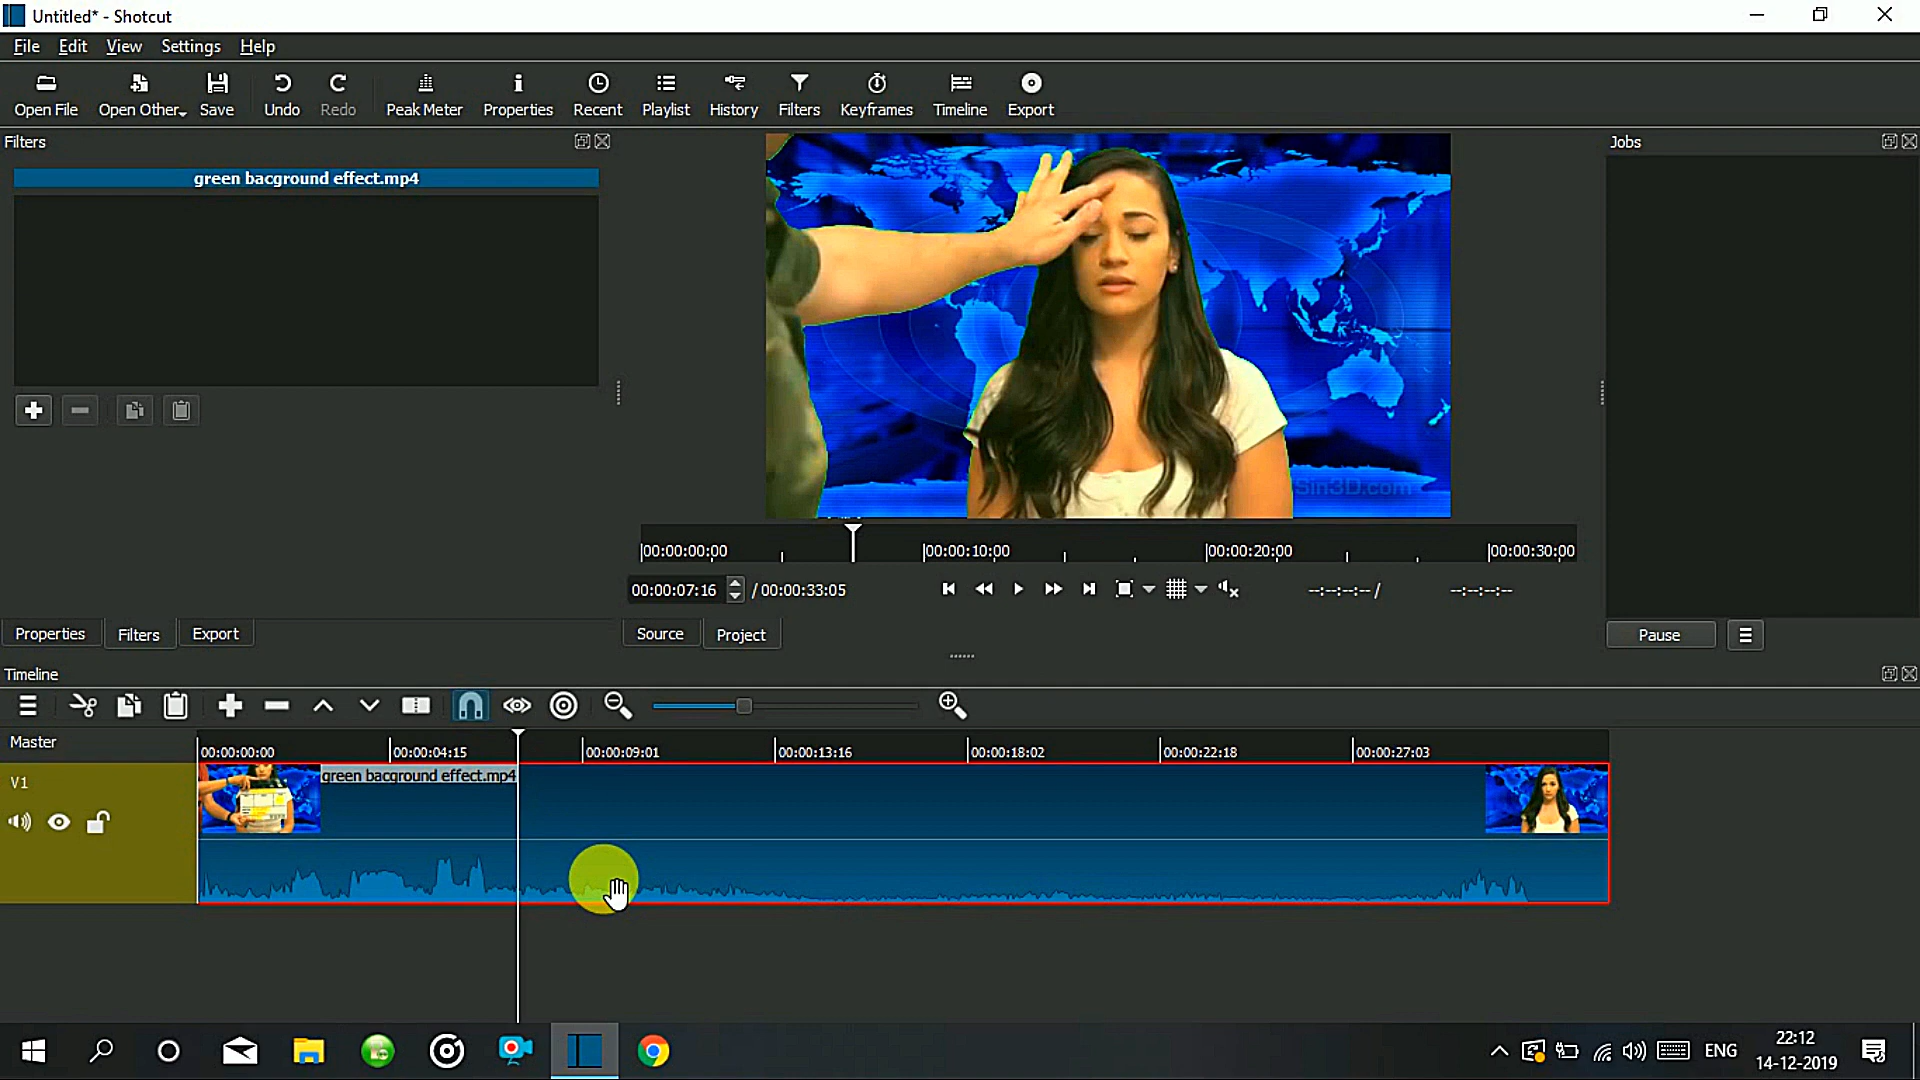 Untitled* - Shotcut
File Edit View Settings Help
Open File Open Other Save Undo Redo Peak Meter Properties Recent Playlist History Filters Keyframes Timeline Export
Filters
Jobs
green bacground effect.mp4
Sin3D.com
00:00:00:00 00:00:10:00 00:00:20:00 00:00:30:00
00:00:07:16 / 00:00:33:05 --:--:--:-- / --:--:--:--
Properties Filters Export
Source Project
Pause
Timeline
Master
00:00:00:00 00:00:04:15 00:00:09:01 00:00:13:16 00:00:18:02 00:00:22:18 00:00:27:03
V1
green bacground effect.mp4
ENG
22:12
14-12-2019